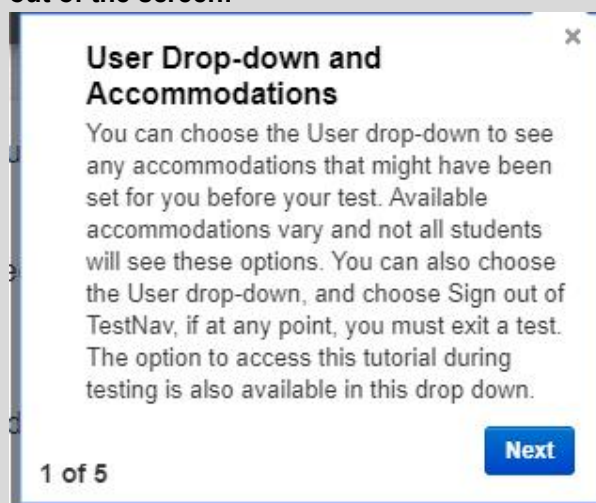 ×
User Drop-down and
Accommodations
You can choose the User drop-down to see
any accommodations that might have been
set for you before your test. Available
accommodations vary and not all students
will see these options. You can also choose
the User drop-down, and choose Sign out of
TestNav, if at any point, you must exit a test.
The option to access this tutorial during
testing is also available in this drop down.
Next
1 of 5